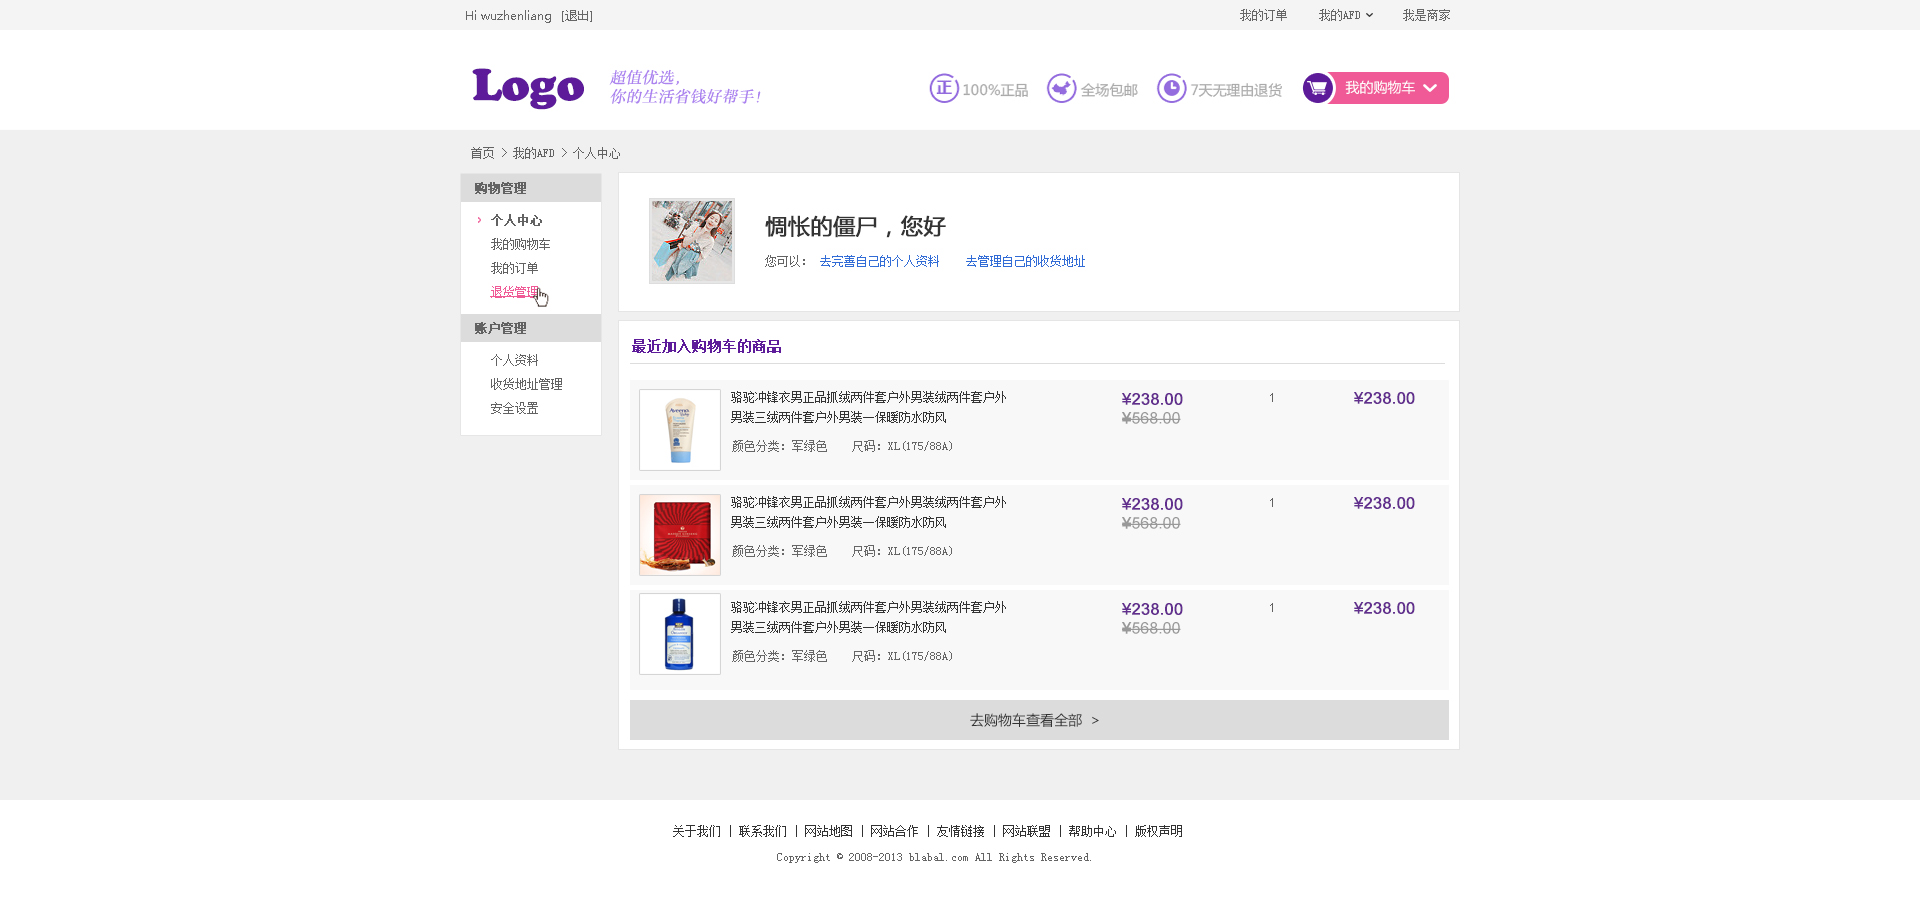 Hi wuzhenliang [退出]
我的订单 我的AFD 我是商家
Logo
超值优选，
你的生活省钱好帮手！
正 100%正品 全场包邮 7天无理由退货 我的购物车
首页 > 我的AFD > 个人中心
购物管理
个人中心
我的购物车
我的订单
退货管理
账户管理
个人资料
收货地址管理
安全设置
惆怅的僵尸，您好
您可以： 去完善自己的个人资料 去管理自己的收货地址
最近加入购物车的商品
骆驼冲锋衣男正品抓绒两件套户外男装绒两件套户外
男装三绒两件套户外男装一保暖防水防风
颜色分类：军绿色 尺码：XL(175/88A)
¥238.00
¥568.00
1
¥238.00
骆驼冲锋衣男正品抓绒两件套户外男装绒两件套户外
男装三绒两件套户外男装一保暖防水防风
颜色分类：军绿色 尺码：XL(175/88A)
¥238.00
¥568.00
1
¥238.00
骆驼冲锋衣男正品抓绒两件套户外男装绒两件套户外
男装三绒两件套户外男装一保暖防水防风
颜色分类：军绿色 尺码：XL(175/88A)
¥238.00
¥568.00
1
¥238.00
去购物车查看全部 >
关于我们 | 联系我们 | 网站地图 | 网站合作 | 友情链接 | 网站联盟 | 帮助中心 | 版权声明
Copyright © 2008-2013 blabal.com All Rights Reserved.